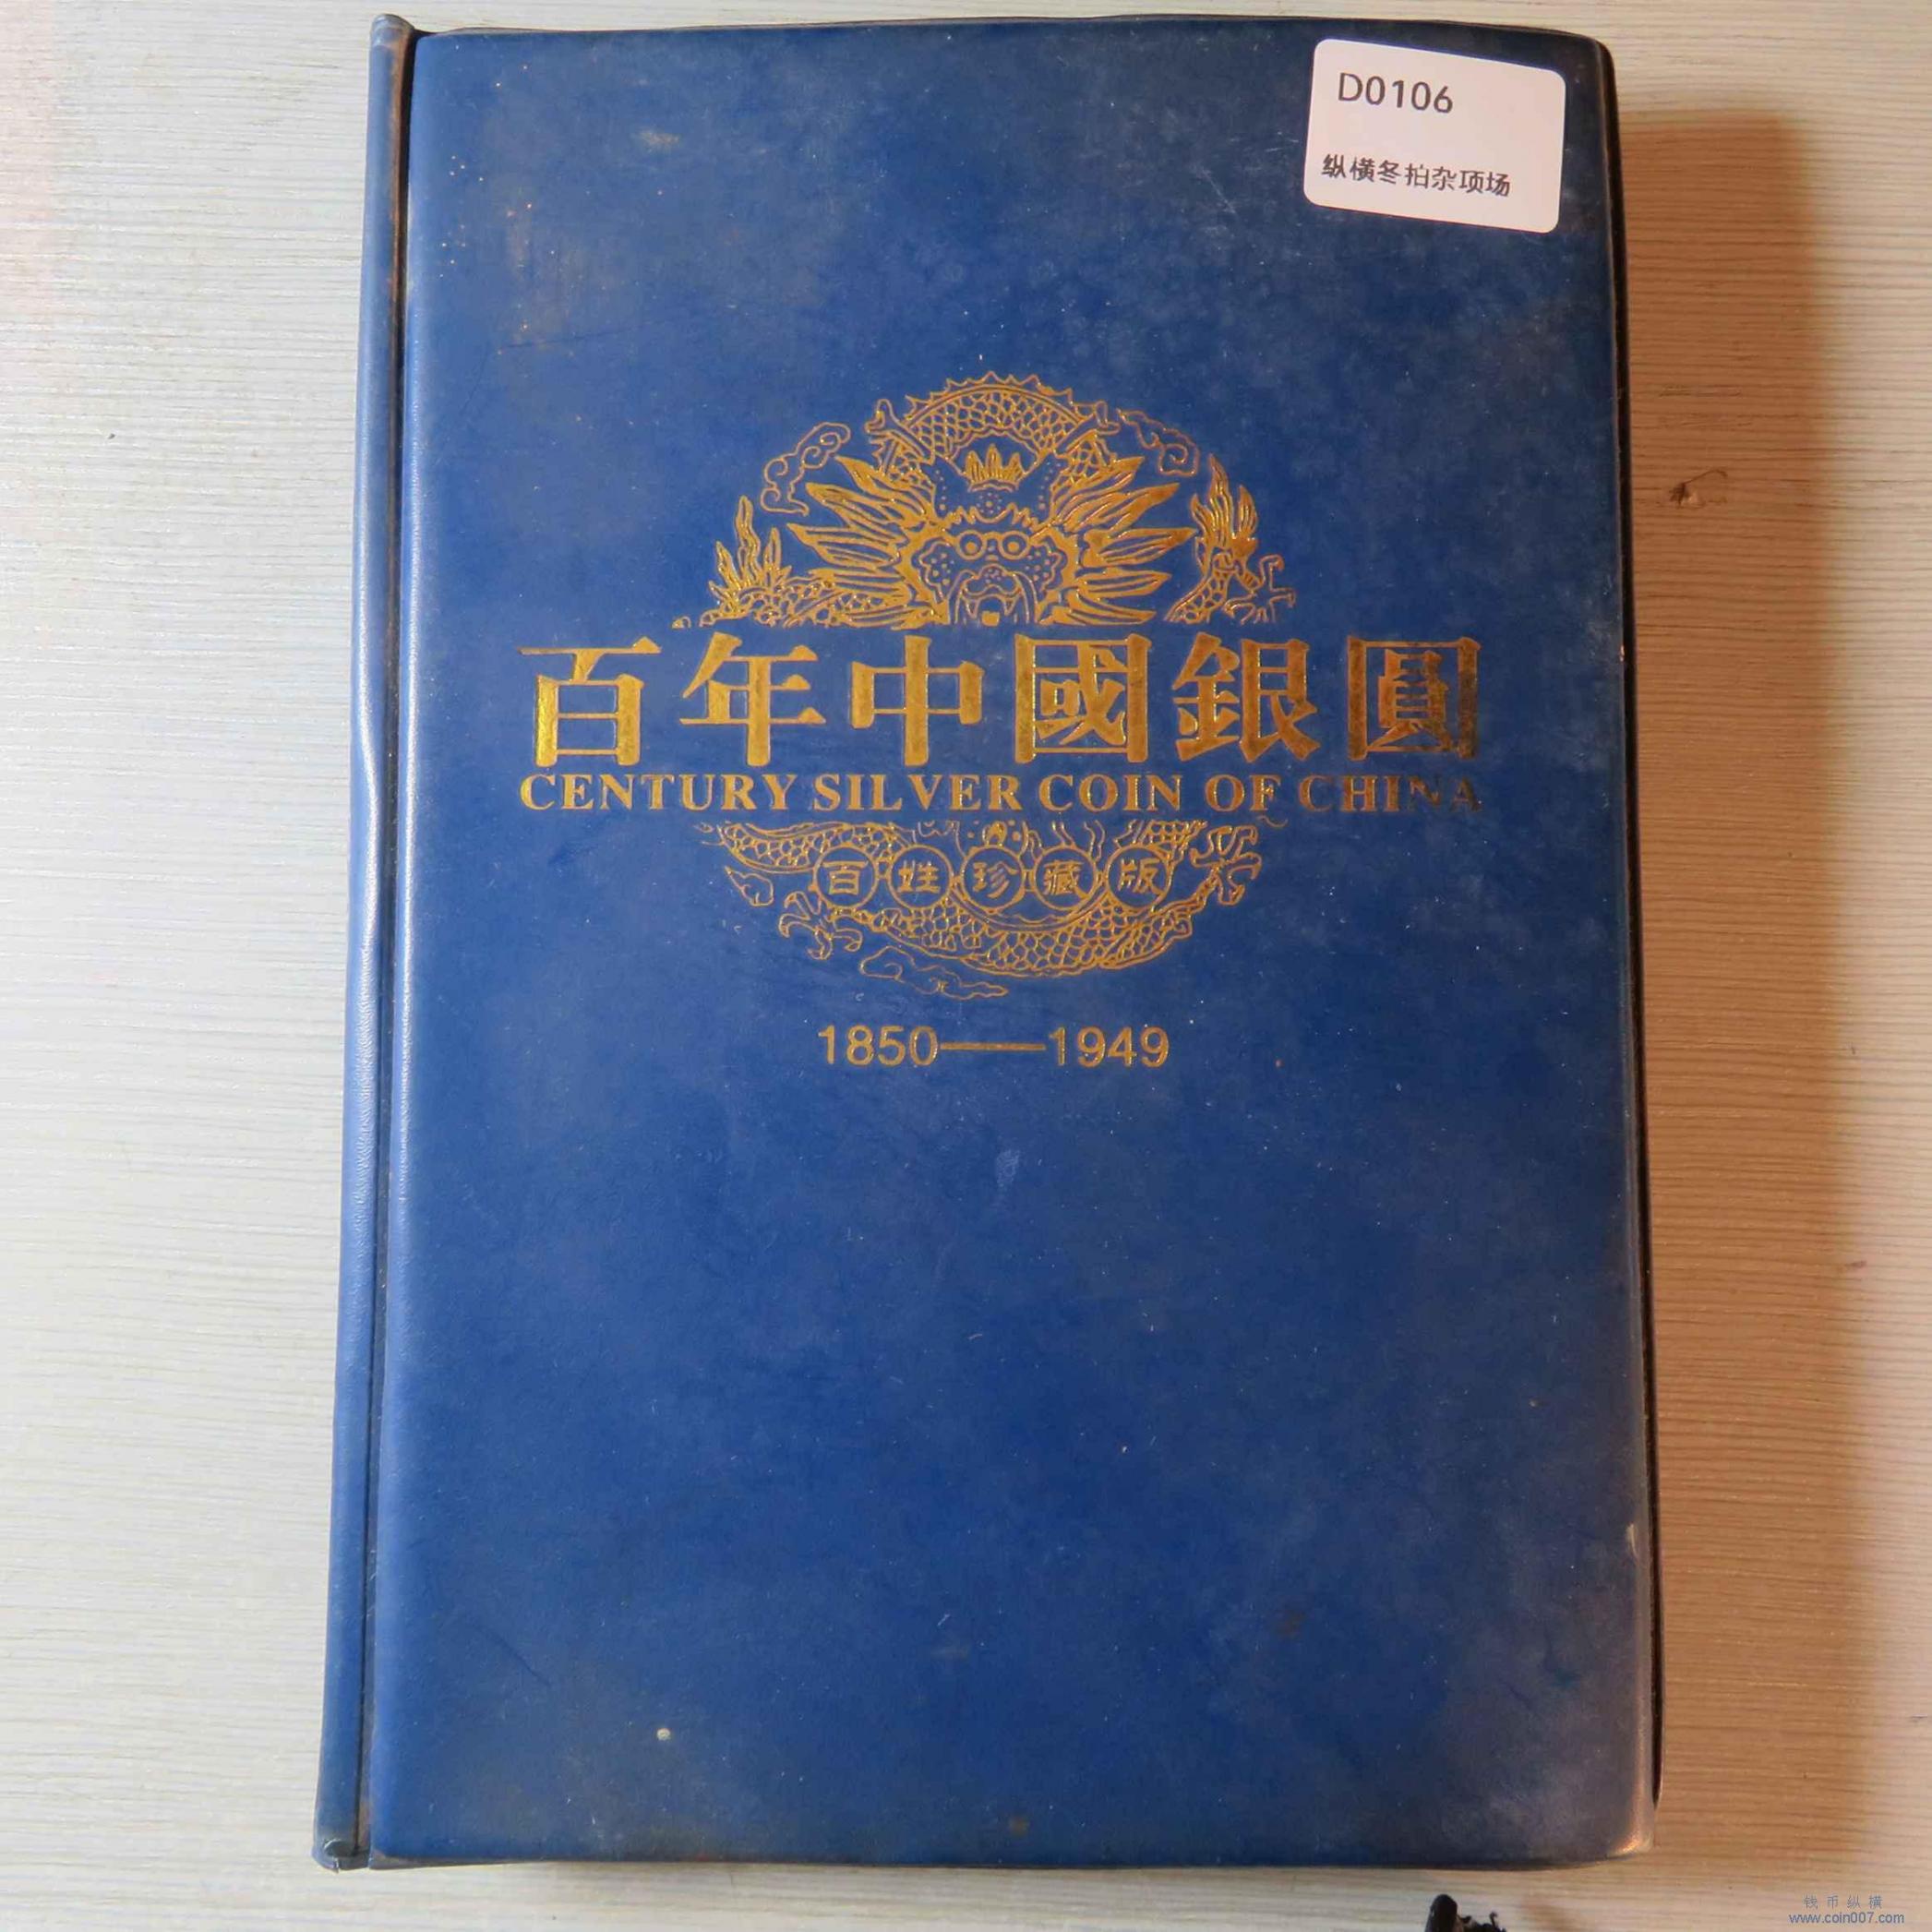 D0106
纵横冬拍杂项场
百年中國銀圓
CENTURY SILVER COIN OF CHINA
百姓珍藏版
1850——1949
钱币纵横
www.coin007.com